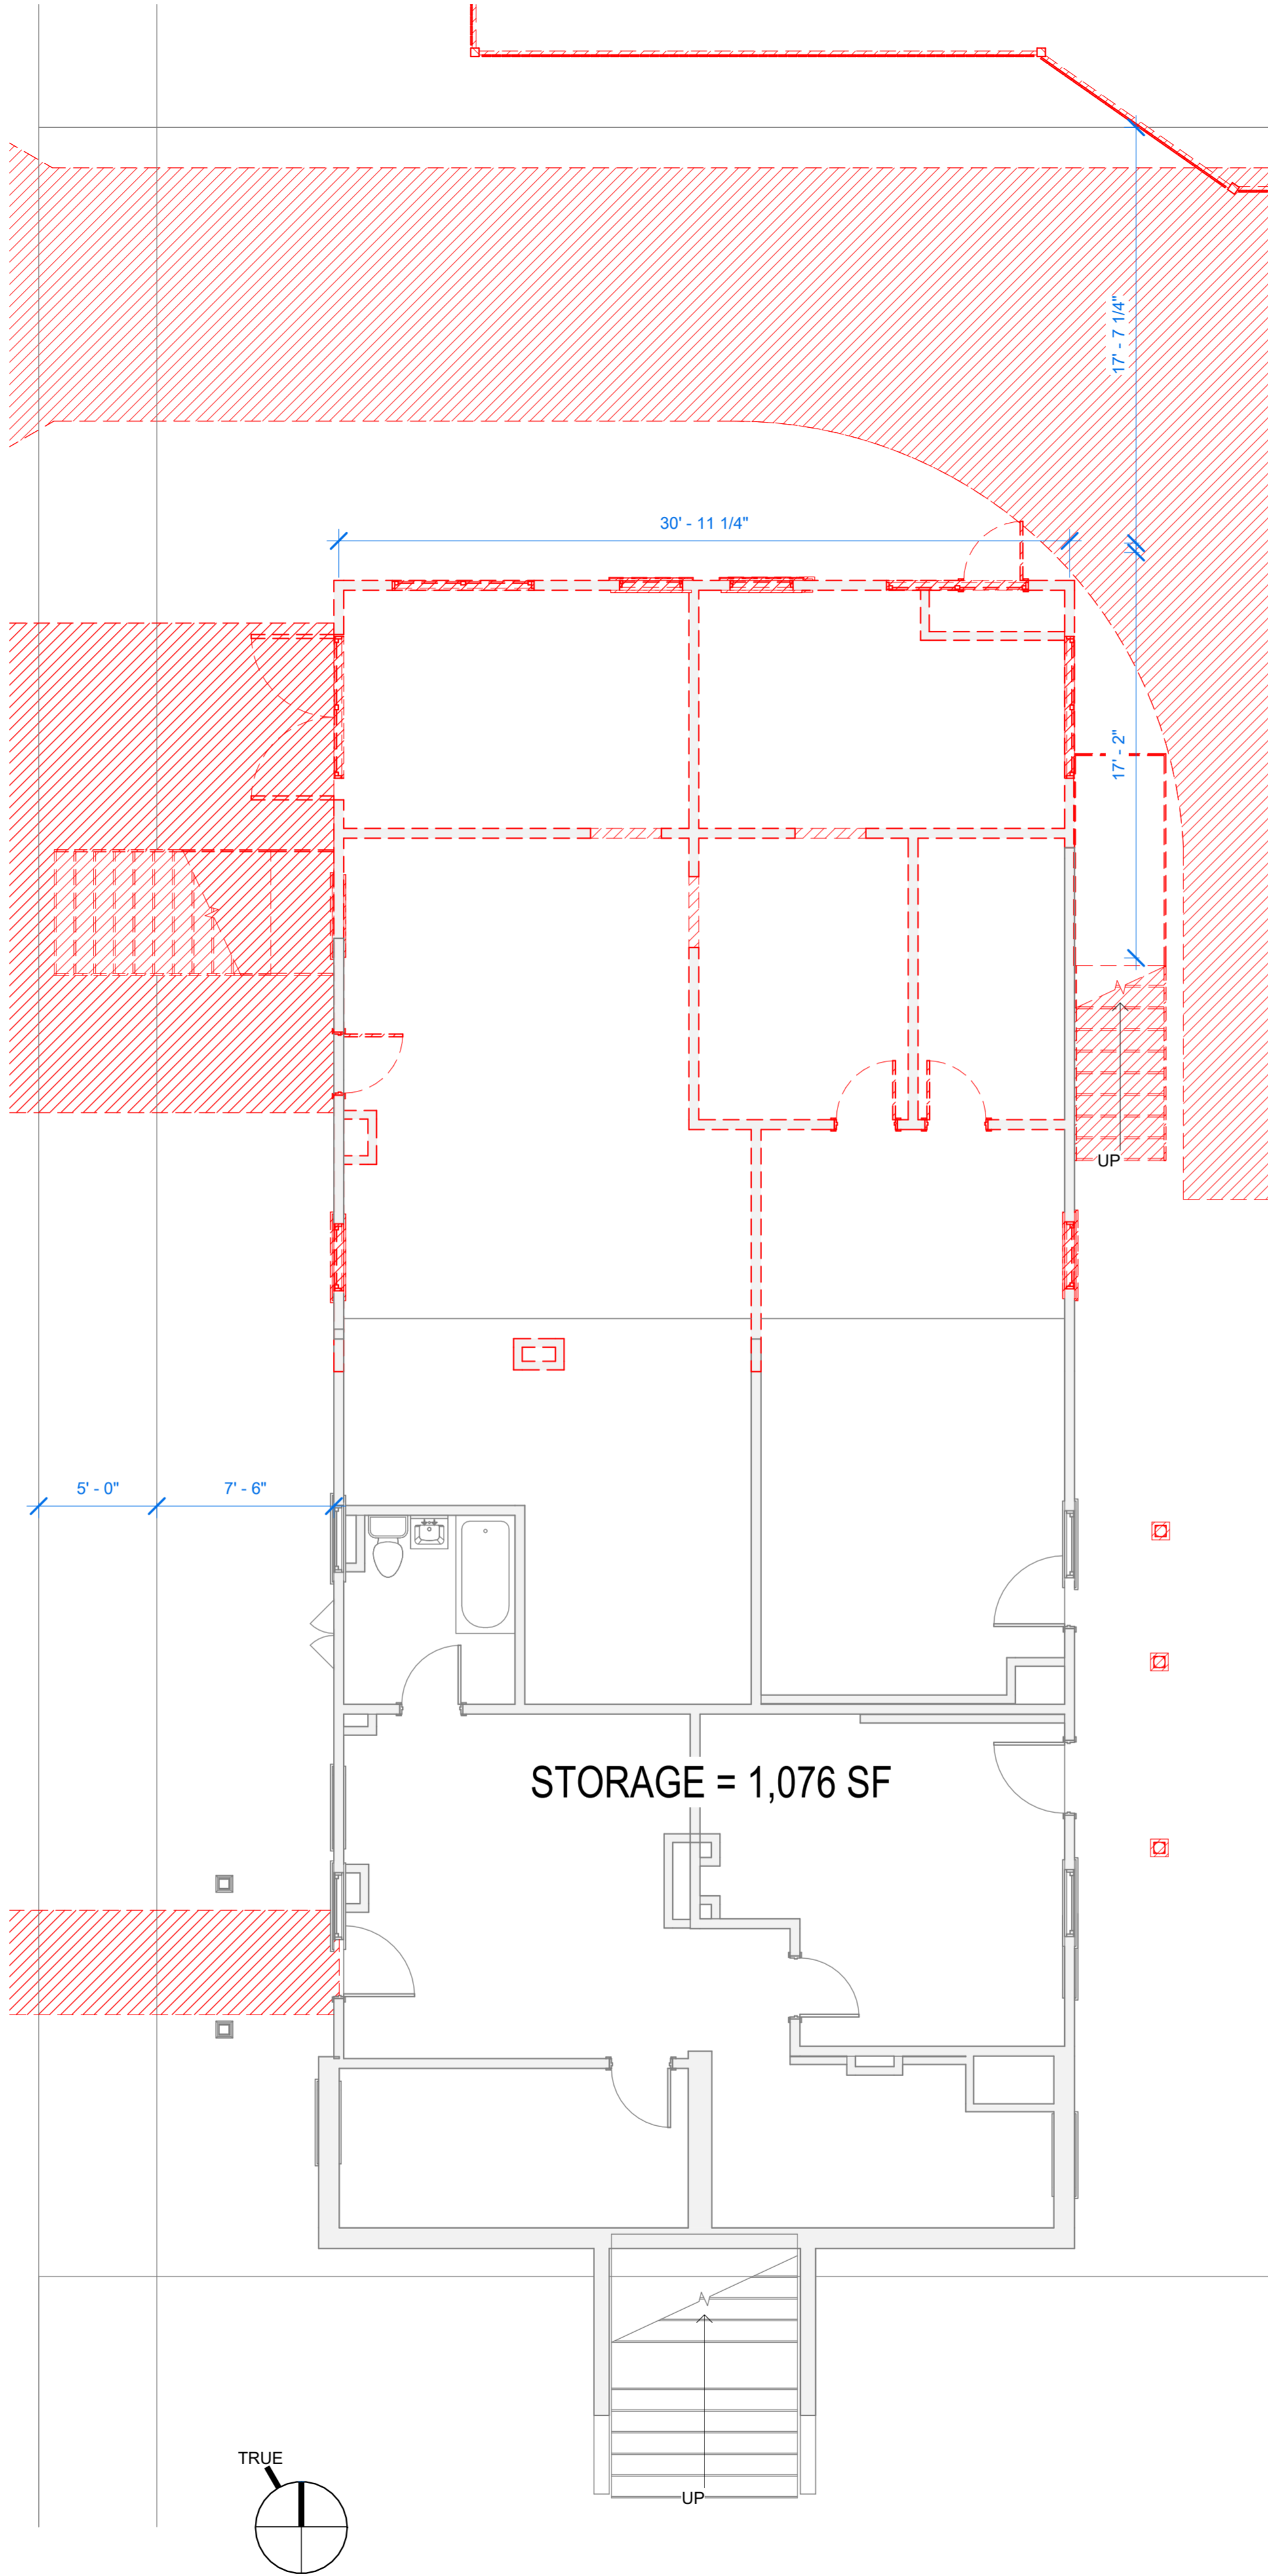 17' - 7 1/4"
30' - 11 1/4"
17' - 2"
UP
5' - 0"
7' - 6"
STORAGE = 1,076 SF
TRUE
UP